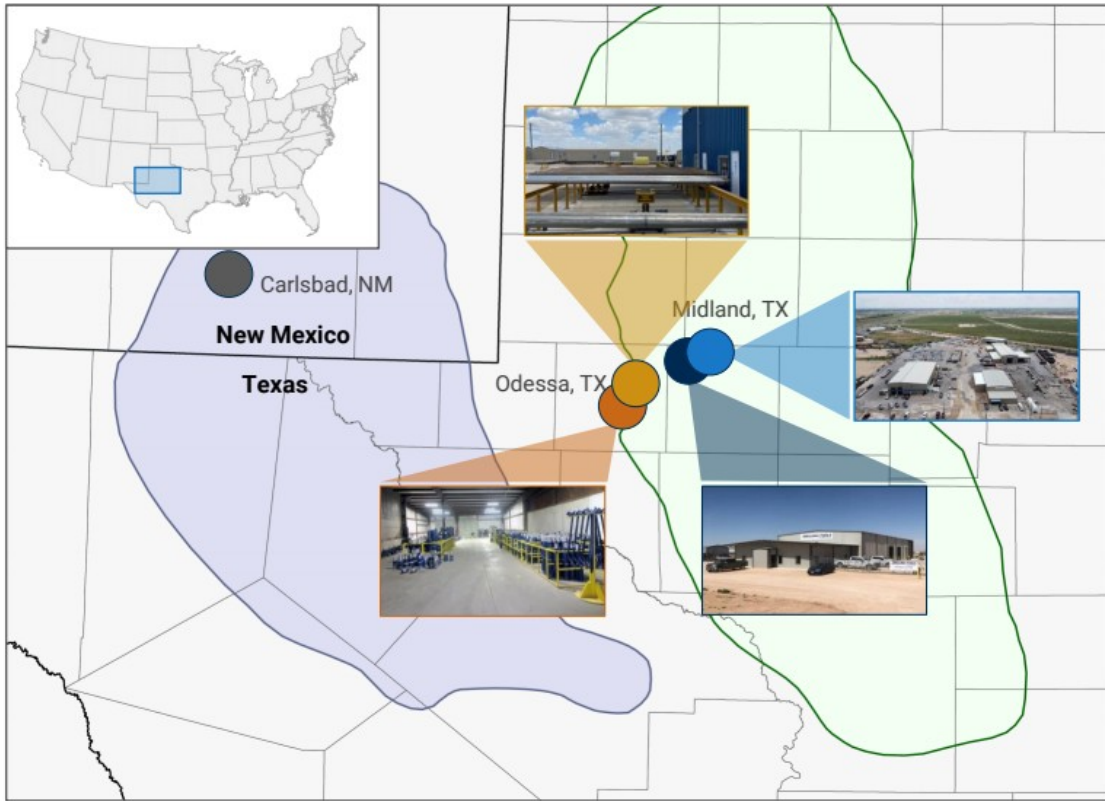 Carlsbad, NM
New Mexico
Texas
Midland, TX
Odessa, TX